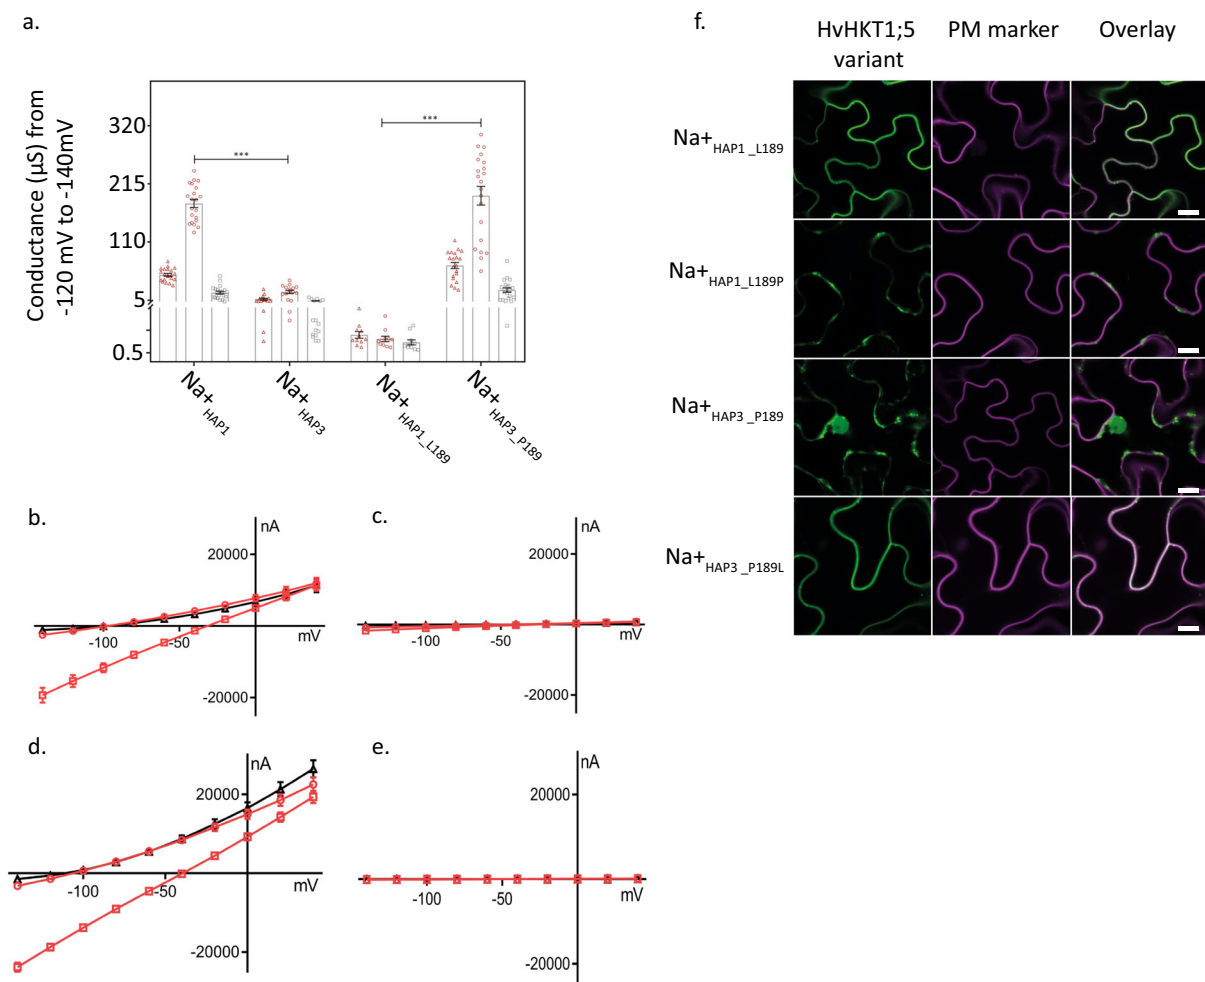 a.
Conductance (µS) from
-120 mV to -140mV
320
215
110
5
0.5
***
***
Na+HAP1
Na+HAP3
Na+HAP1_L189
Na+HAP3_P189
b.
nA
20000
mV
-100
-50
-20000
c.
nA
20000
mV
-100
-50
-20000
d.
nA
20000
mV
-100
-50
-20000
e.
nA
20000
mV
-100
-50
-20000
f.
HvHKT1;5
variant
PM marker
Overlay
Na+HAP1_L189
Na+HAP1_L189P
Na+HAP3_P189
Na+HAP3_P189L